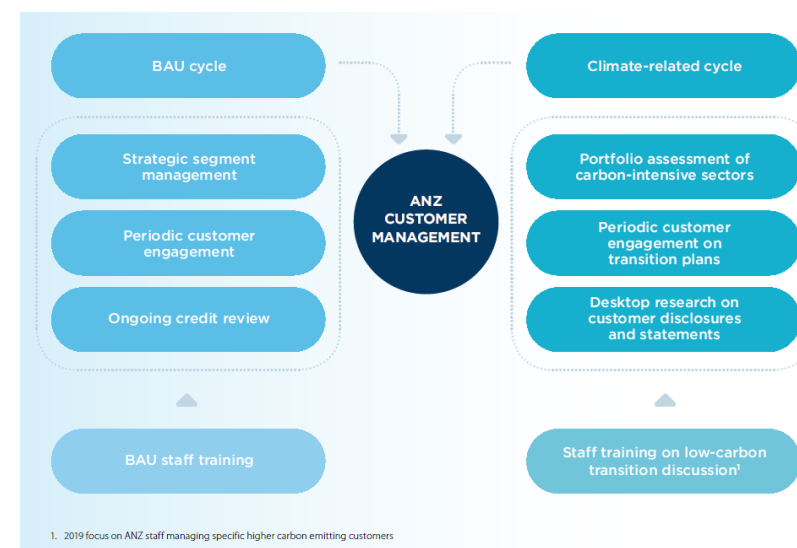 BAU cycle
Climate-related cycle
Strategic segment
management
Periodic customer
engagement
Ongoing credit review
ANZ
CUSTOMER
MANAGEMENT
Portfolio assessment of
carbon-intensive sectors
Periodic customer
engagement on
transition plans
Desktop research on
customer disclosures
and statements
BAU staff training
Staff training on low-carbon
transition discussion¹
1. 2019 focus on ANZ staff managing specific higher carbon emitting customers